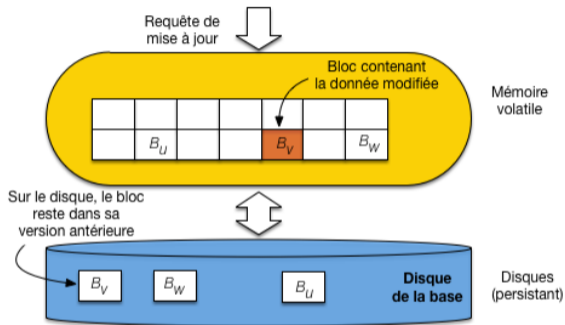 Requête de
mise à jour
Bloc contenant
la donnée modifiée
Mémoire
volatile
Bu
Bv
Bw
Sur le disque, le bloc
reste dans sa
version antérieure
Bv
Bw
Bu
Disque
de la base
Disques
(persistant)